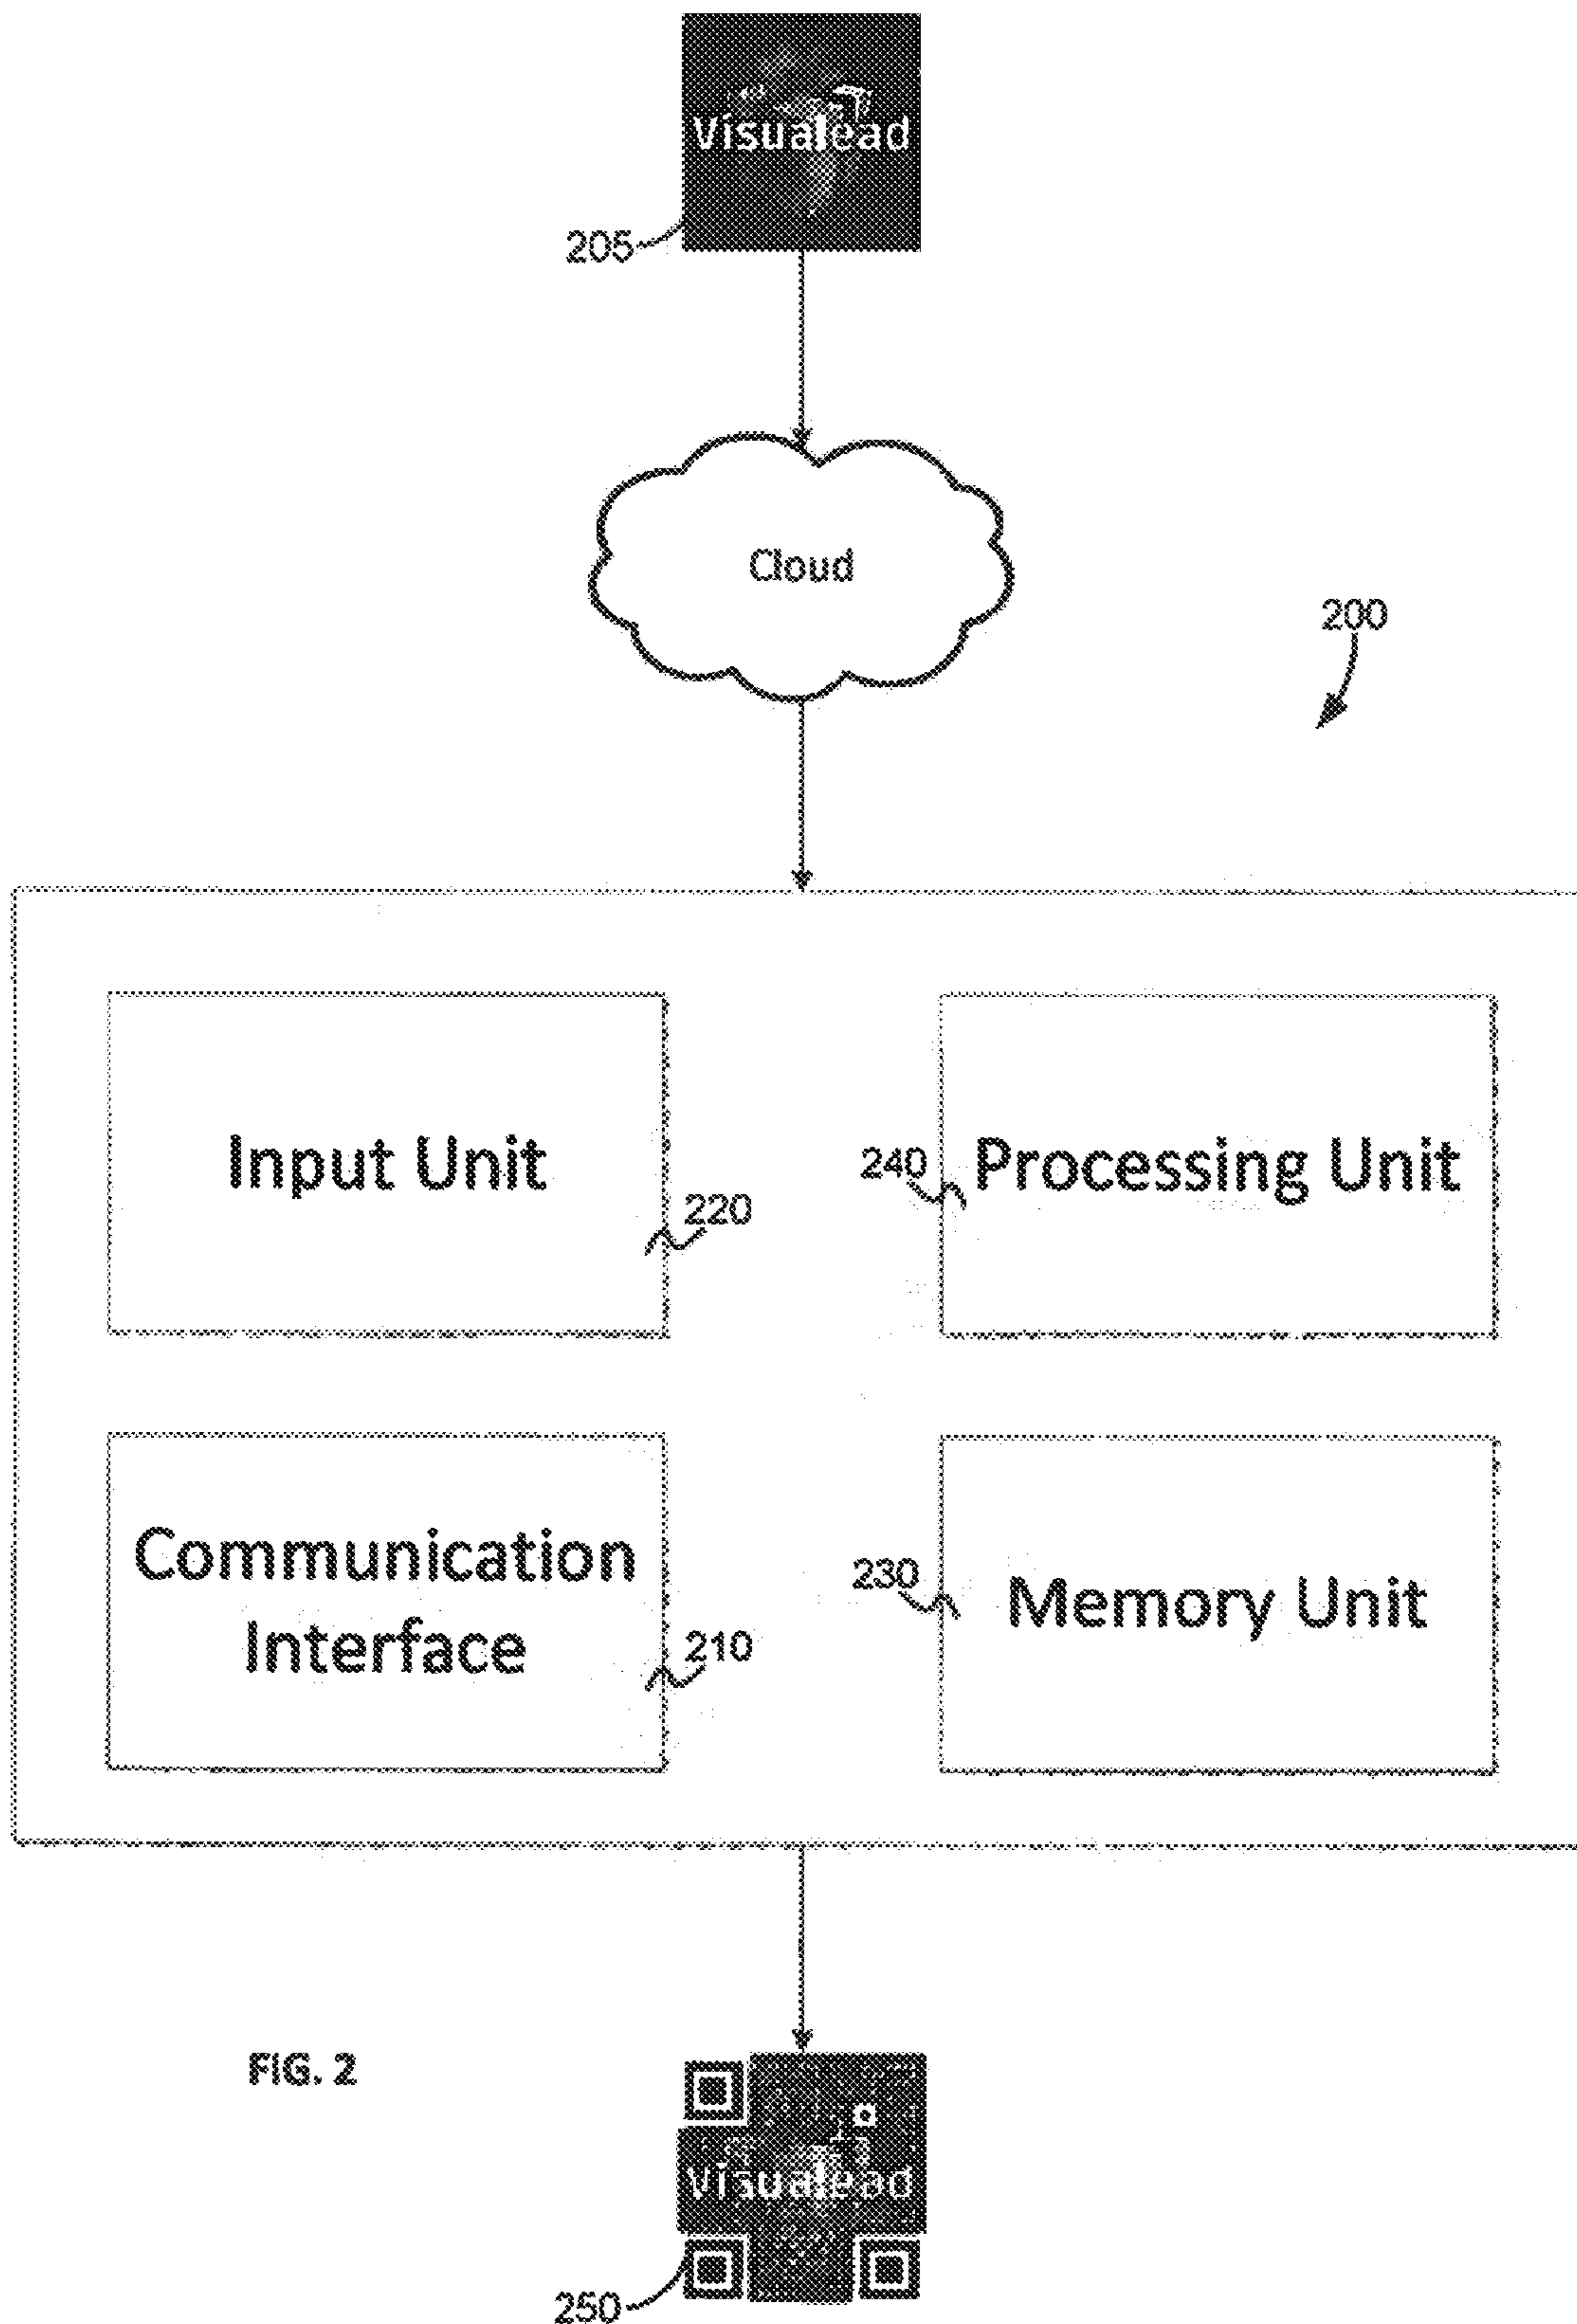 Visualead
205
Cloud
200
Input Unit
220
240
Processing Unit
Communication
Interface
210
230
Memory Unit
FIG. 2
Visualead
250